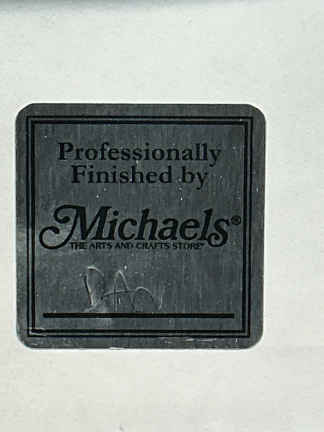 Professionally
Finished by
Michaels®
THE ARTS AND CRAFTS STORE®